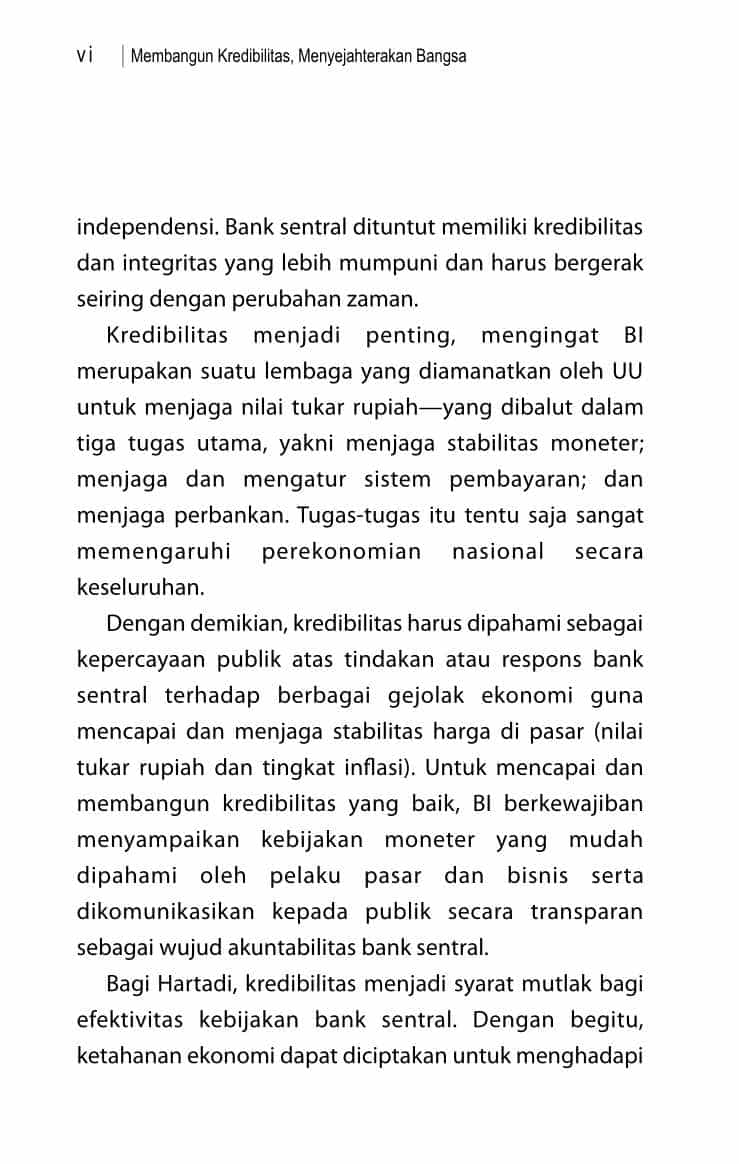 vi | Membangun Kredibilitas, Menyejahterakan Bangsa
independensi. Bank sentral dituntut memiliki kredibilitas
dan integritas yang lebih mumpuni dan harus bergerak
seiring dengan perubahan zaman.
Kredibilitas menjadi penting, mengingat BI
merupakan suatu lembaga yang diamanatkan oleh UU
untuk menjaga nilai tukar rupiah—yang dibalut dalam
tiga tugas utama, yakni menjaga stabilitas moneter;
menjaga dan mengatur sistem pembayaran; dan
menjaga perbankan. Tugas-tugas itu tentu saja sangat
memengaruhi perekonomian nasional secara
keseluruhan.
Dengan demikian, kredibilitas harus dipahami sebagai
kepercayaan publik atas tindakan atau respons bank
sentral terhadap berbagai gejolak ekonomi guna
mencapai dan menjaga stabilitas harga di pasar (nilai
tukar rupiah dan tingkat inflasi). Untuk mencapai dan
membangun kredibilitas yang baik, BI berkewajiban
menyampaikan kebijakan moneter yang mudah
dipahami oleh pelaku pasar dan bisnis serta
dikomunikasikan kepada publik secara transparan
sebagai wujud akuntabilitas bank sentral.
Bagi Hartadi, kredibilitas menjadi syarat mutlak bagi
efektivitas kebijakan bank sentral. Dengan begitu,
ketahanan ekonomi dapat diciptakan untuk menghadapi